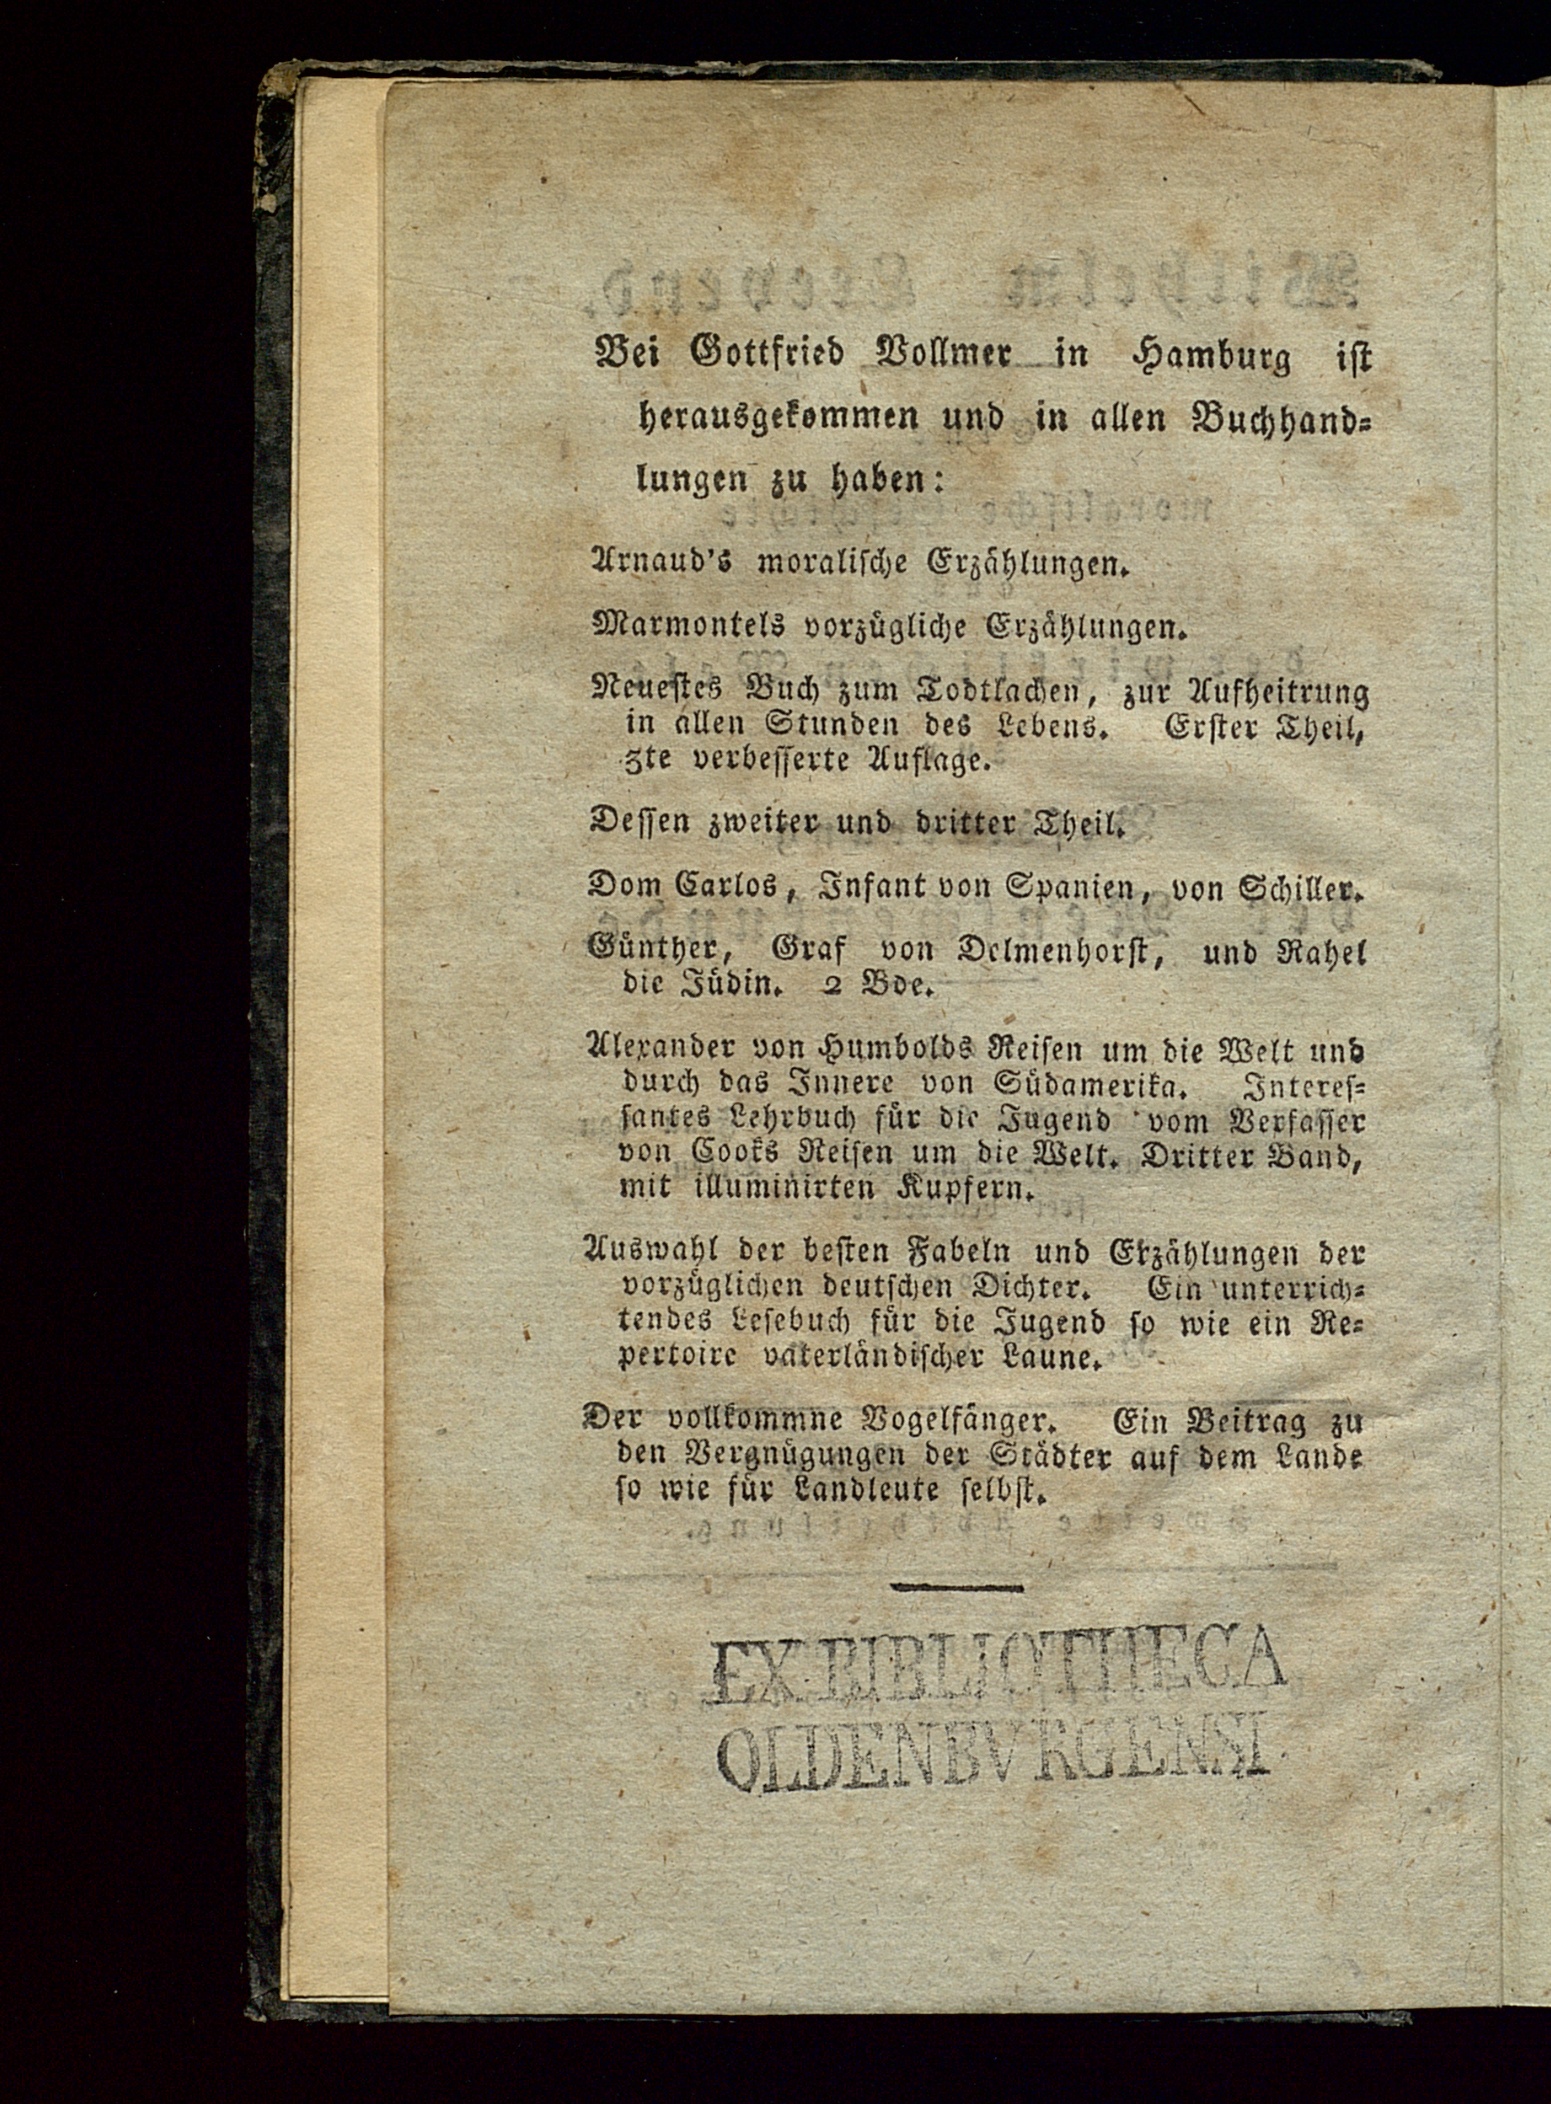 Bei Gottfried Vollmer in Hamburg ist
herausgekommen und in allen Buchhand=
lungen zu haben:
Arnaud's moralische Erzählungen.
Marmontels vorzügliche Erzählungen.
Neuestes Buch zum Todtlachen, zur Aufheitrung
in allen Stunden des Lebens. Erster Theil,
3te verbesserte Auflage.
Dessen zweiter und dritter Theil.
Dom Carlos, Infant von Spanien, von Schiller.
Günther, Graf von Delmenhorst, und Rahel
die Jüdin. 2 Bde.
Alexander von Humbolds Reisen um die Welt und
durch das Innere von Südamerika. Interes=
santes Lehrbuch für die Jugend vom Verfasser
von Cooks Reisen um die Welt. Dritter Band,
mit illuminirten Kupfern.
Auswahl der besten Fabeln und Erzählungen der
vorzüglichen deutschen Dichter. Ein unterrich=
tendes Lesebuch für die Jugend so wie ein Re=
pertoire vaterländischer Laune.
Der vollkommne Vogelfänger. Ein Beitrag zu
den Vergnügungen der Städter auf dem Lande
so wie für Landleute selbst.
EX BIBLIOTHECA
OLDENBVRGENSI